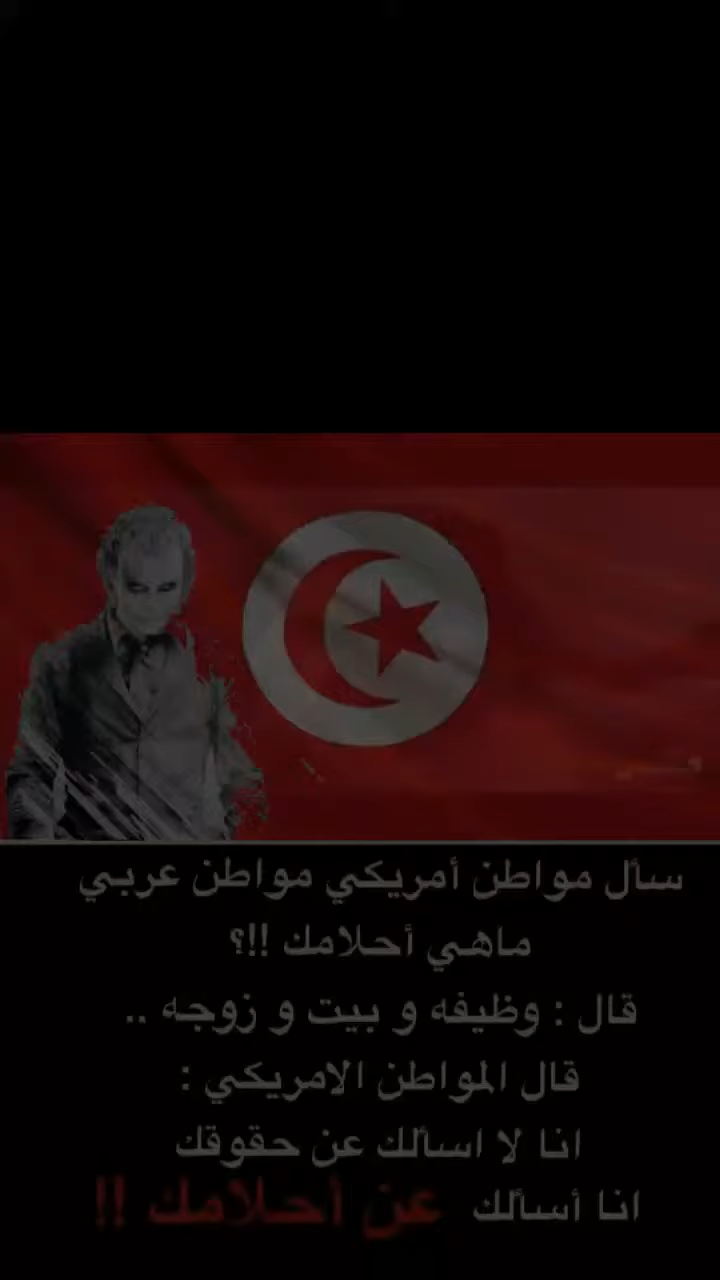 سأل مواطن أمريكي مواطن عربي
ماهي أحلامك !!؟
قال : وظيفه و بيت و زوجه ..
قال المواطن الامريكي :
انا لا اسألك عن حقوقك
انا أسألك عن أحلامك !!